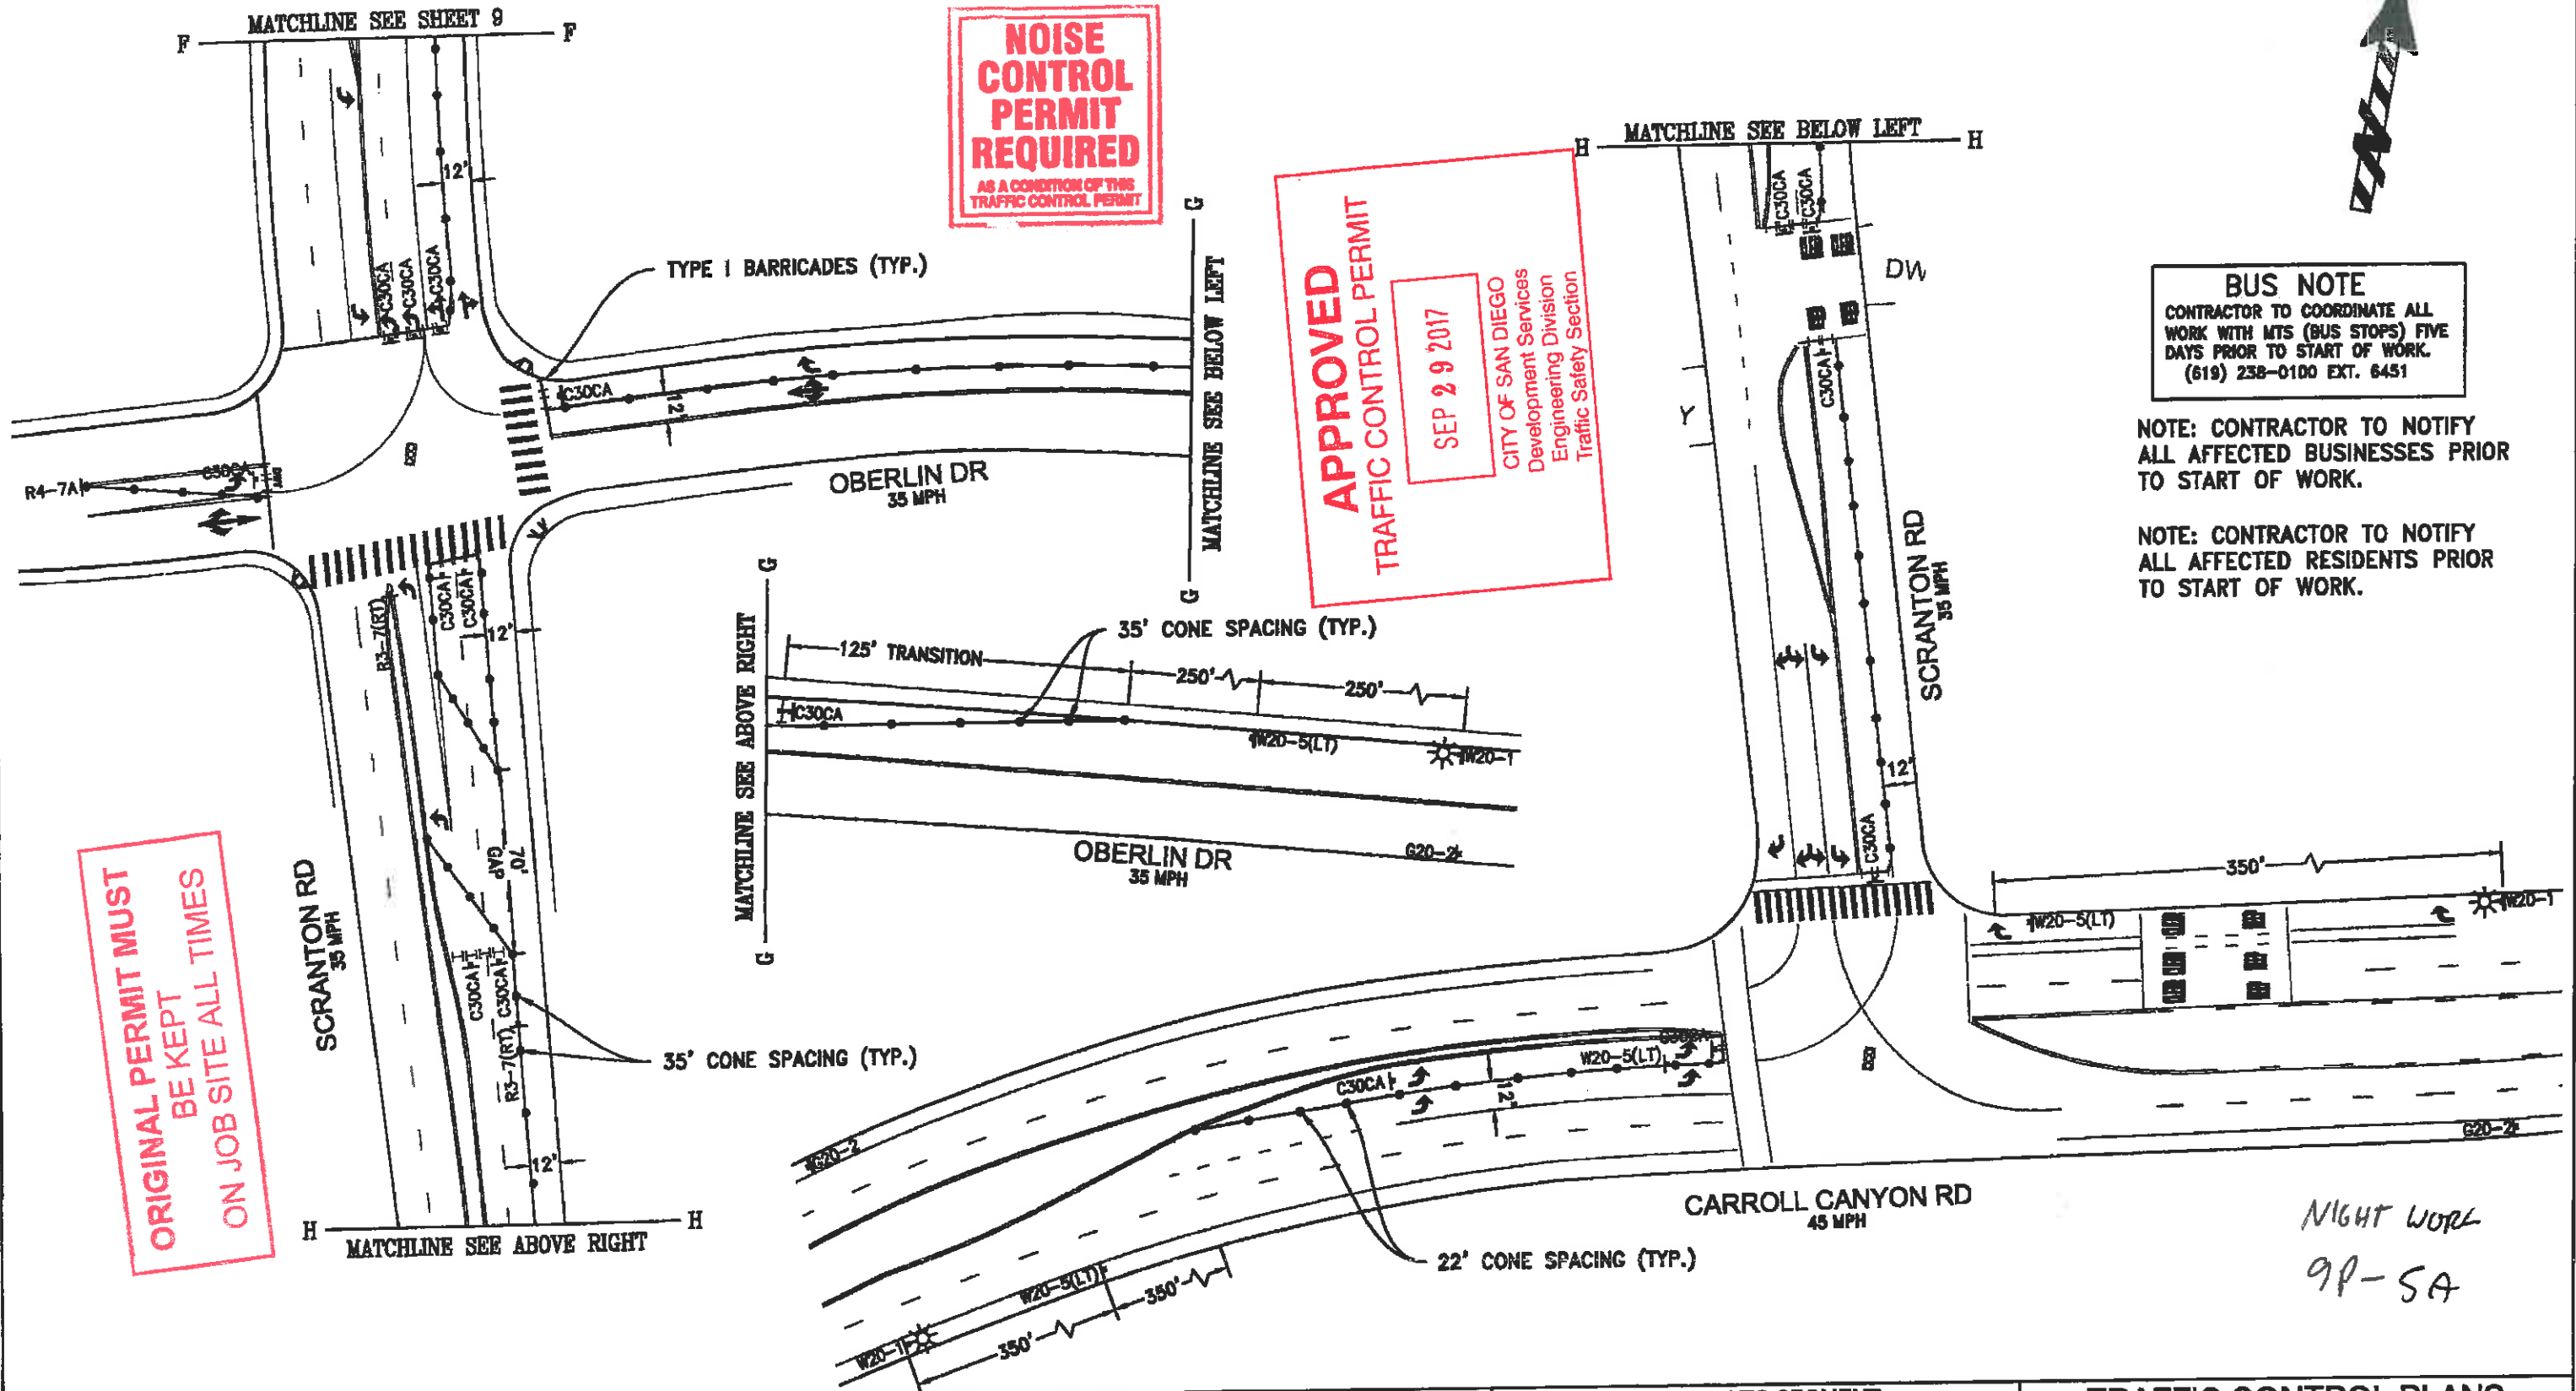 MATCHLINE SEE SHEET 9
F F
12'
C30CA
C30CA
C30CA
TYPE I BARRICADES (TYP.)
C30CA
12'
OBERLIN DR
35 MPH
G
MATCHLINE SEE BELOW LEFT
G
R4-7A
C30CA
R3-7(RT)
C30CA
C30CA
12'
70'
GAP
SCRANTON RD
35 MPH
C30CA
C30CA
R3-7(RT)
35' CONE SPACING (TYP.)
12'
H H
MATCHLINE SEE ABOVE RIGHT
ORIGINAL PERMIT MUST
BE KEPT
ON JOB SITE ALL TIMES
NOISE
CONTROL
PERMIT
REQUIRED
AS A CONDITION OF THIS
TRAFFIC CONTROL PERMIT
APPROVED
TRAFFIC CONTROL PERMIT
SEP 29 2017
CITY OF SAN DIEGO
Development Services
Engineering Division
Traffic Safety Section
G
MATCHLINE SEE ABOVE RIGHT
G
125' TRANSITION
35' CONE SPACING (TYP.)
250'
250'
C30CA
W20-5(LT)
W20-1
OBERLIN DR
35 MPH
G20-2
H MATCHLINE SEE BELOW LEFT H
C30CA
C30CA
DW
Y
C30CA
SCRANTON RD
35 MPH
12'
C30CA
350'
W20-5(LT)
W20-1
G20-2
W20-5(LT)
C30CA
12'
G20-2
CARROLL CANYON RD
45 MPH
22' CONE SPACING (TYP.)
W20-5(LT)
350'
W20-1
350'
BUS NOTE
CONTRACTOR TO COORDINATE ALL
WORK WITH MTS (BUS STOPS) FIVE
DAYS PRIOR TO START OF WORK.
(619) 238-0100 EXT. 6451
NOTE: CONTRACTOR TO NOTIFY
ALL AFFECTED BUSINESSES PRIOR
TO START OF WORK.
NOTE: CONTRACTOR TO NOTIFY
ALL AFFECTED RESIDENTS PRIOR
TO START OF WORK.
NIGHT WORK
9P-5A
TRAFFIC CONTROL PLANS